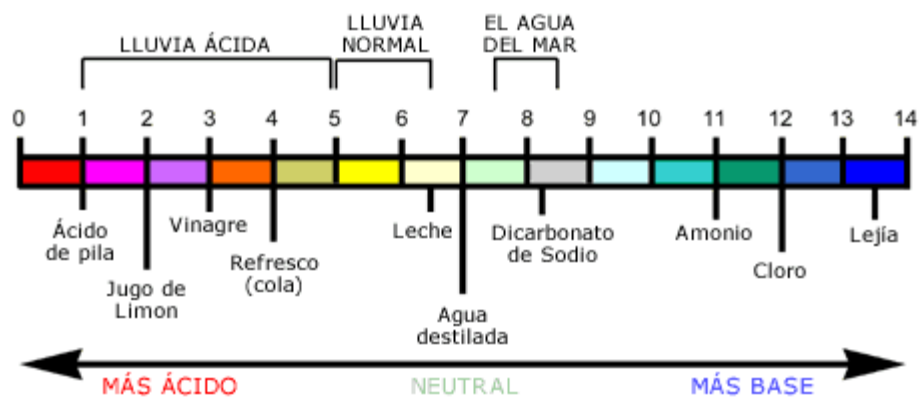 LLUVIA ÁCIDA
LLUVIA
NORMAL
EL AGUA
DEL MAR
0 1 2 3 4 5 6 7 8 9 10 11 12 13 14
Ácido
de pila
Jugo de
Limon
Vinagre
Refresco
(cola)
Leche
Agua
destilada
Dicarbonato
de Sodio
Amonio
Cloro
Lejía
MÁS ÁCIDO
NEUTRAL
MÁS BASE